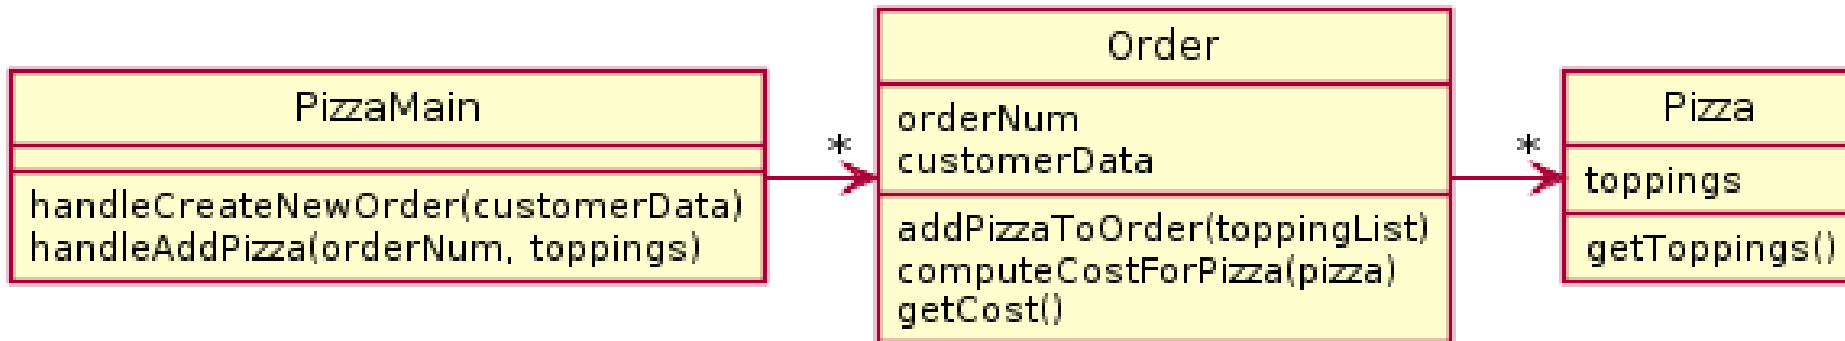 PizzaMain
handleCreateNewOrder(customerData)
handleAddPizza(orderNum, toppings)
*
Order
orderNum
customerData
addPizzaToOrder(toppingList)
computeCostForPizza(pizza)
getCost()
*
Pizza
toppings
getToppings()